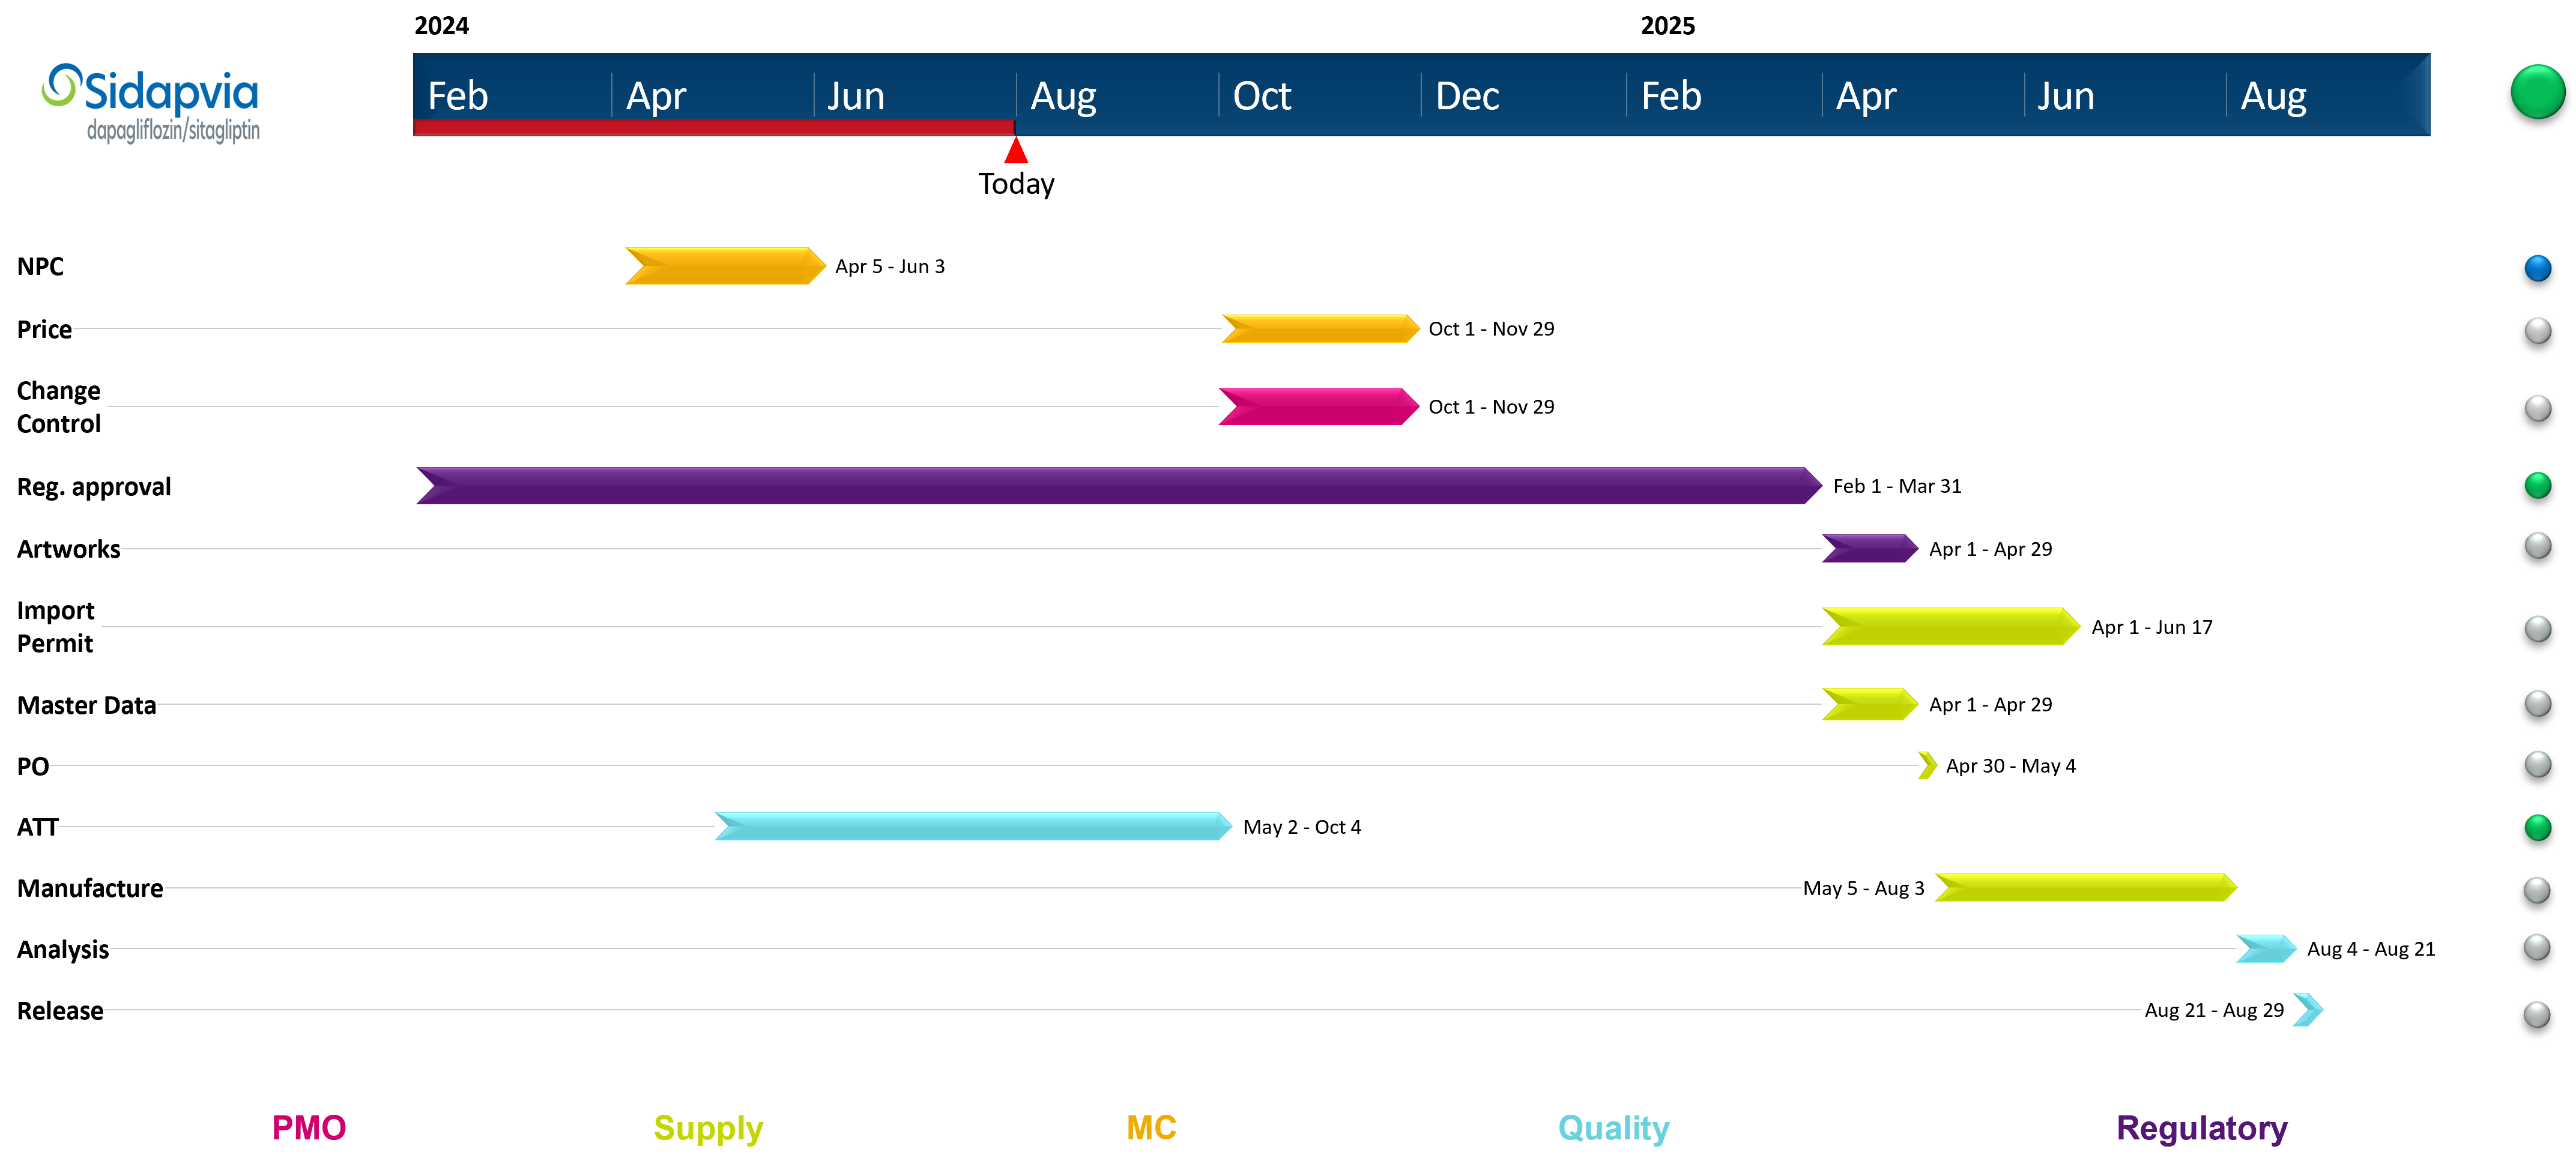 2024 2025
Sidapvia
dapagliflozin/sitagliptin
Feb Apr Jun Aug Oct Dec Feb Apr Jun Aug
Today
NPC Apr 5 - Jun 3
Price Oct 1 - Nov 29
Change
Control Oct 1 - Nov 29
Reg. approval Feb 1 - Mar 31
Artworks Apr 1 - Apr 29
Import
Permit Apr 1 - Jun 17
Master Data Apr 1 - Apr 29
PO Apr 30 - May 4
ATT May 2 - Oct 4
Manufacture May 5 - Aug 3
Analysis Aug 4 - Aug 21
Release Aug 21 - Aug 29
PMO Supply MC Quality Regulatory